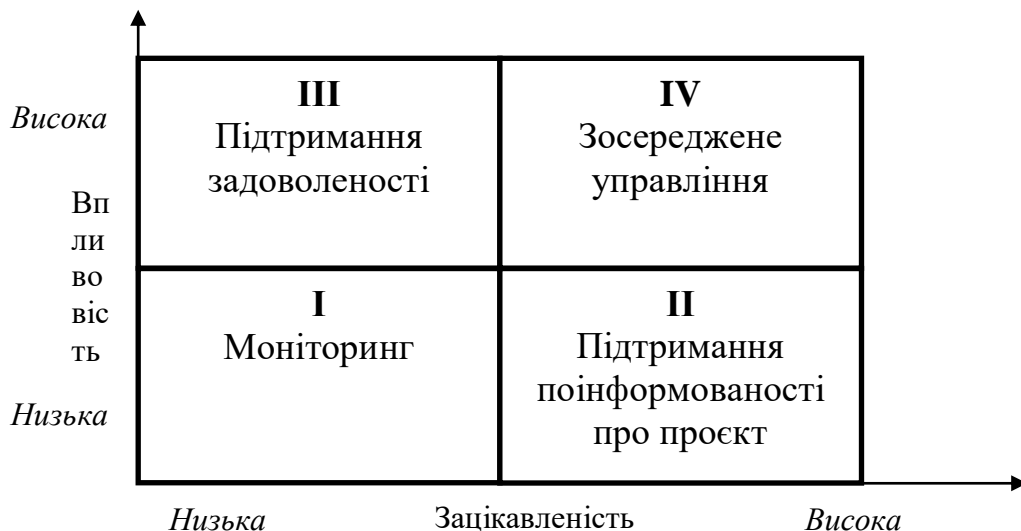 Висока
Вп
ли
во
віс
ть
Низька
III
Підтримання
задоволеності
IV
Зосереджене
управління
I
Моніторинг
II
Підтримання
поінформованості
про проєкт
Низька
Зацікавленість
Висока